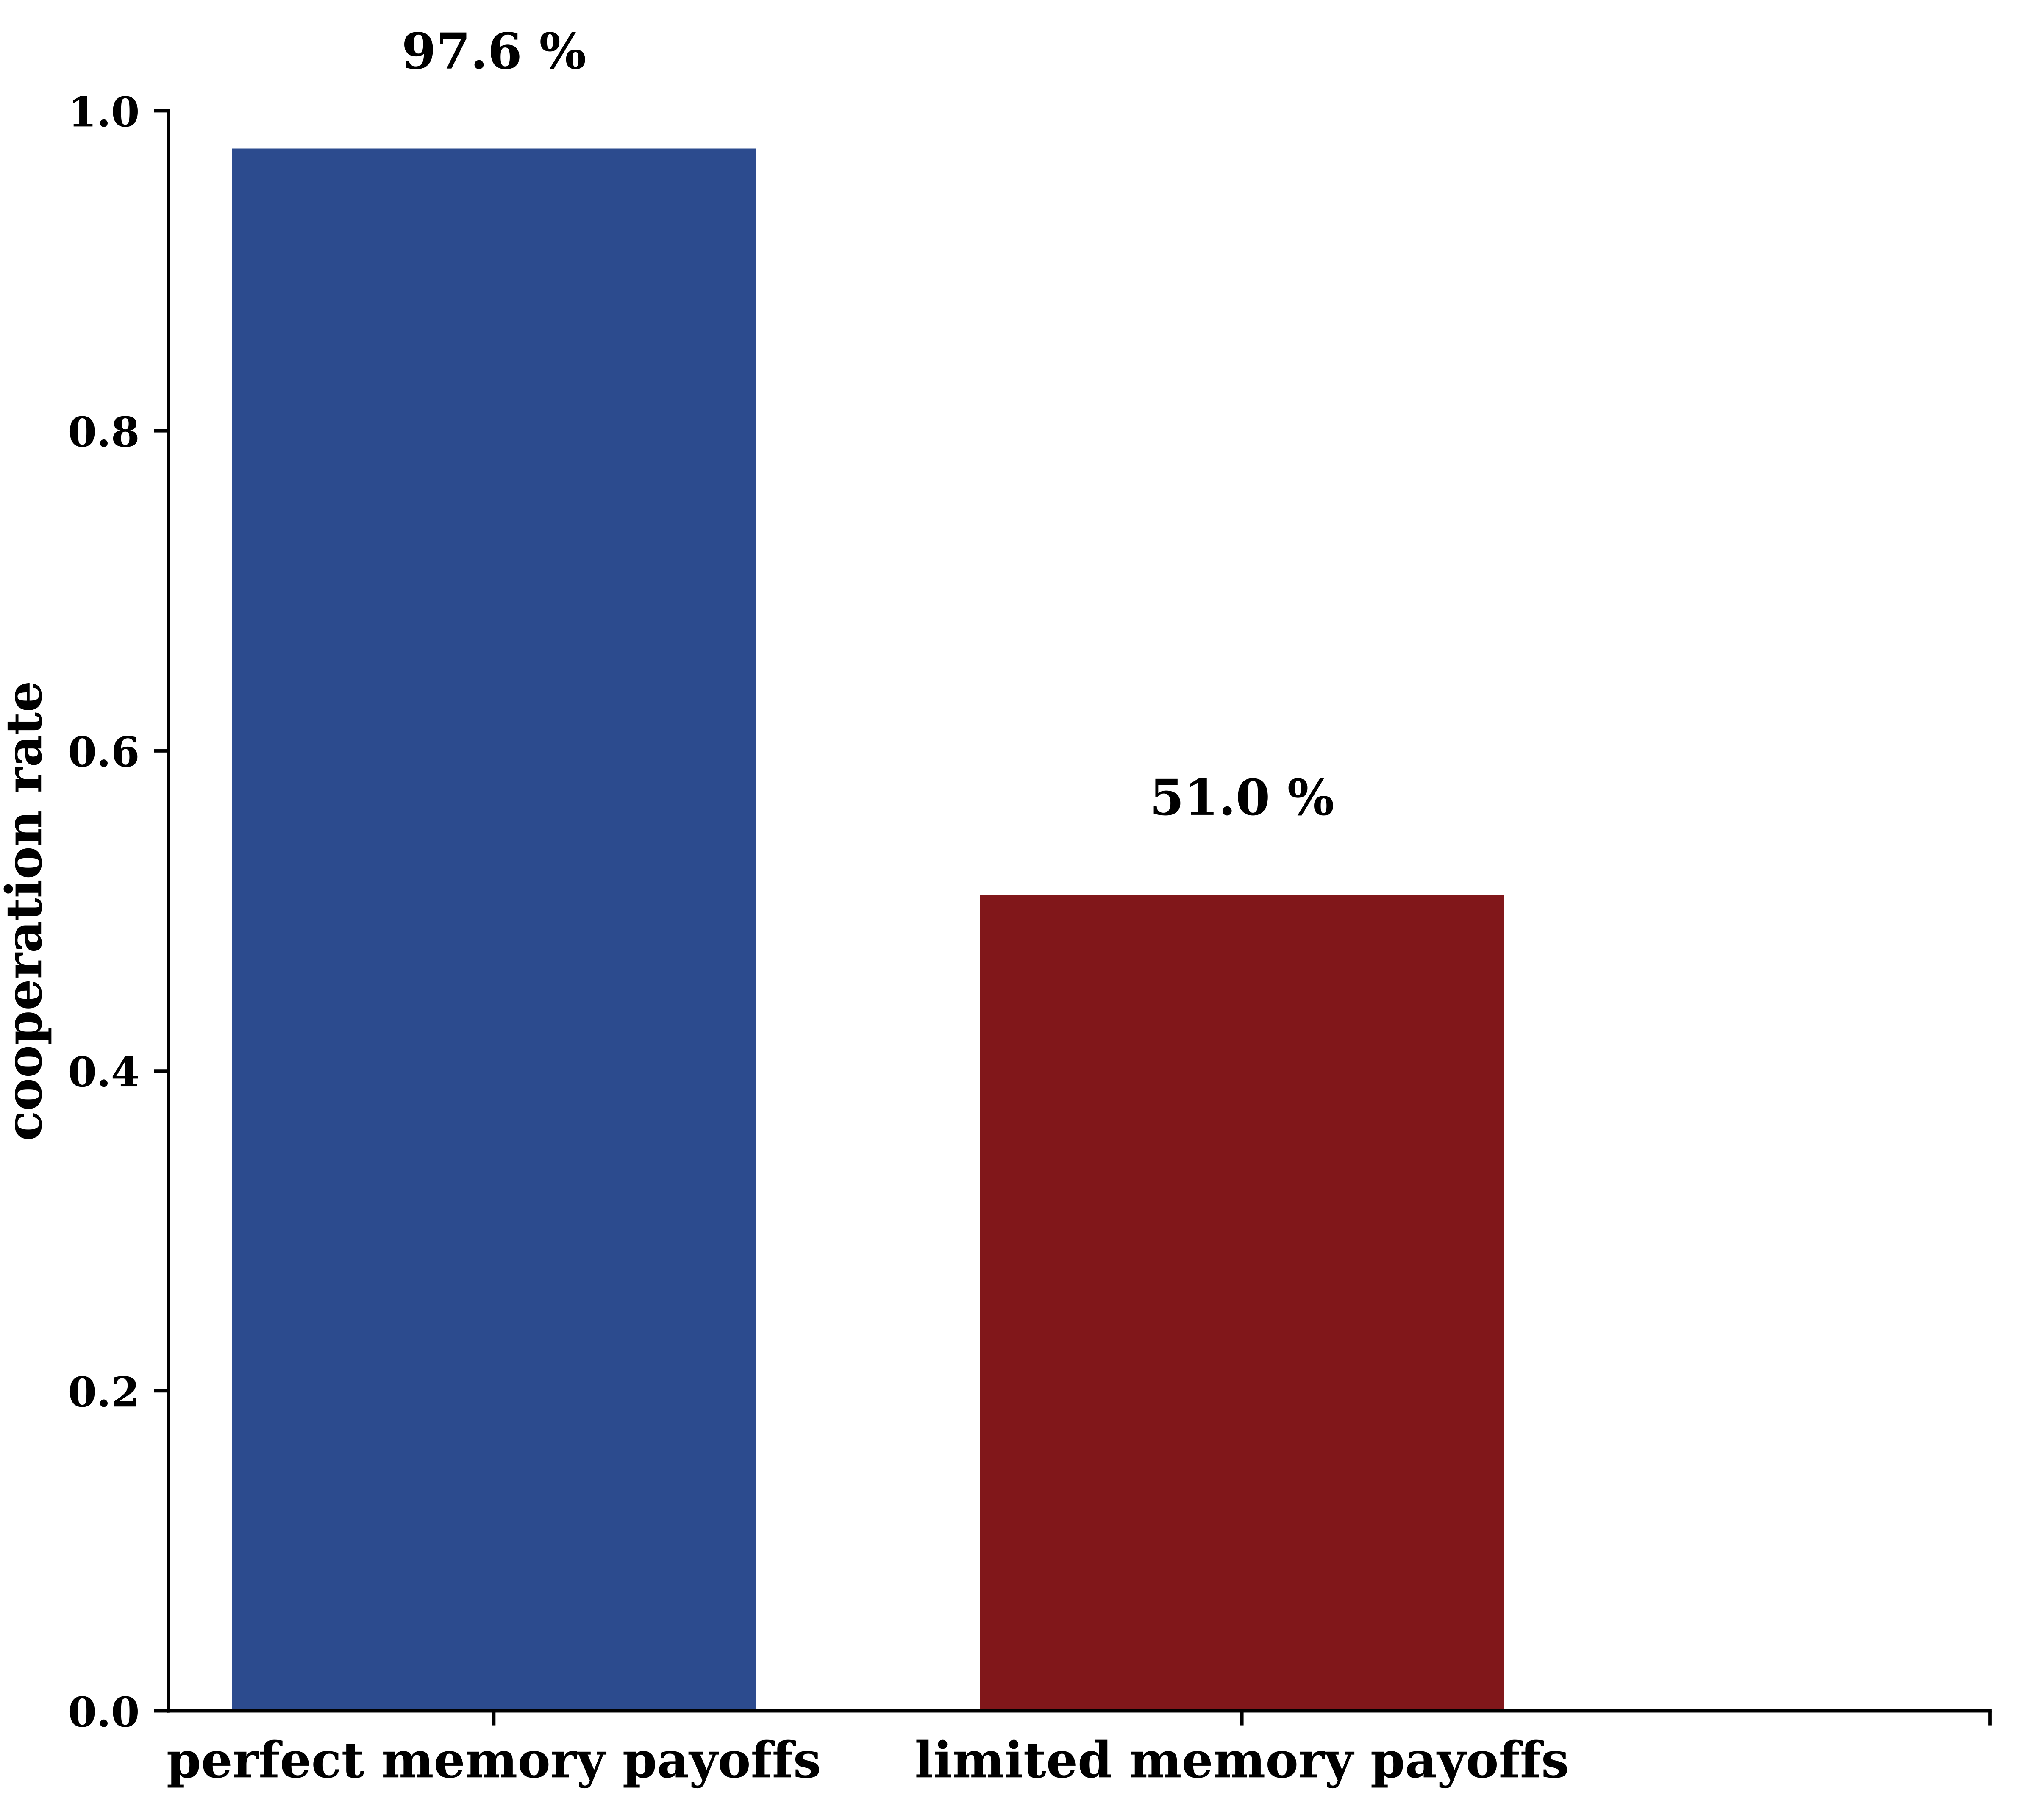 97.6 %
1.0
0.8
0.6
51.0 %
0.4
0.2
0.0
cooperation rate
perfect memory payoffs
limited memory payoffs